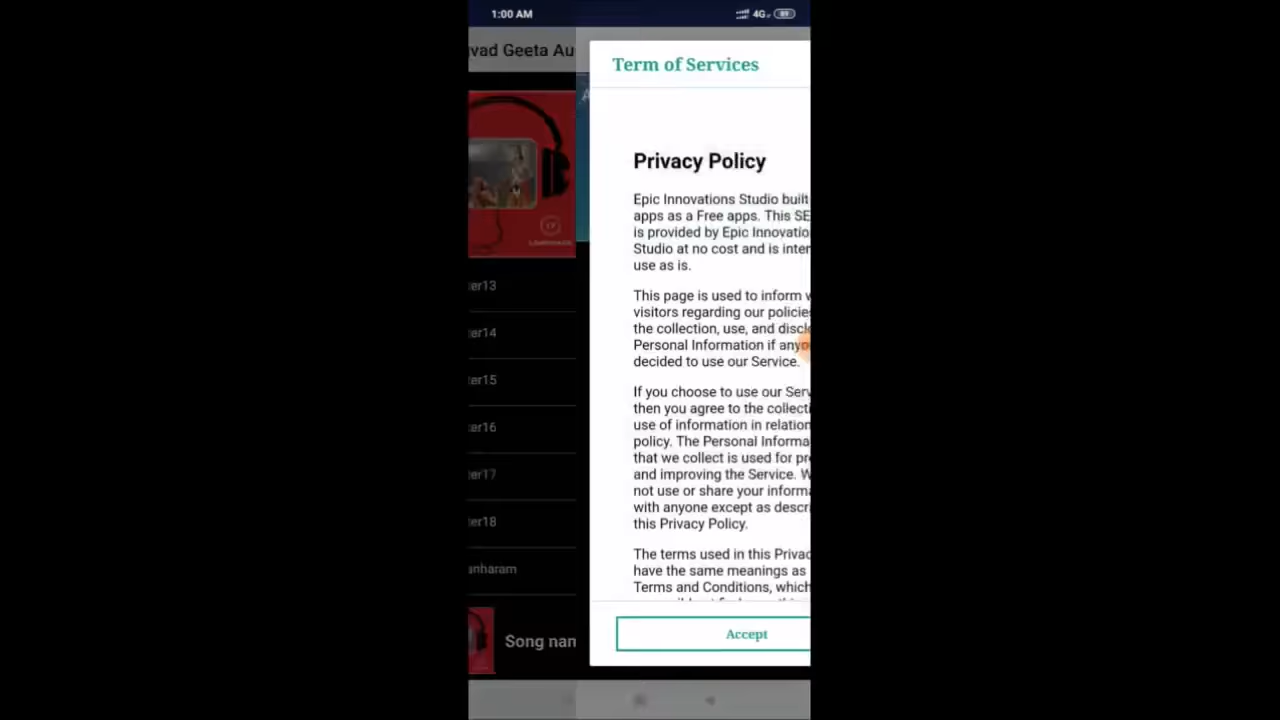 1:00 AM
4G
vad Geeta Au
Term of Services
Privacy Policy
Epic Innovations Studio built
apps as a Free apps. This SE
is provided by Epic Innovatio
Studio at no cost and is inter
use as is.
This page is used to inform v
visitors regarding our policie
the collection, use, and discl
Personal Information if anyo
decided to use our Service.
If you choose to use our Serv
then you agree to the collecti
use of information in relation
policy. The Personal Informa
that we collect is used for pr
and improving the Service. W
not use or share your informa
with anyone except as descri
this Privacy Policy.
The terms used in this Privac
have the same meanings as
Terms and Conditions, which
Accept
er13
er14
er15
er16
er17
er18
nharam
Song nan